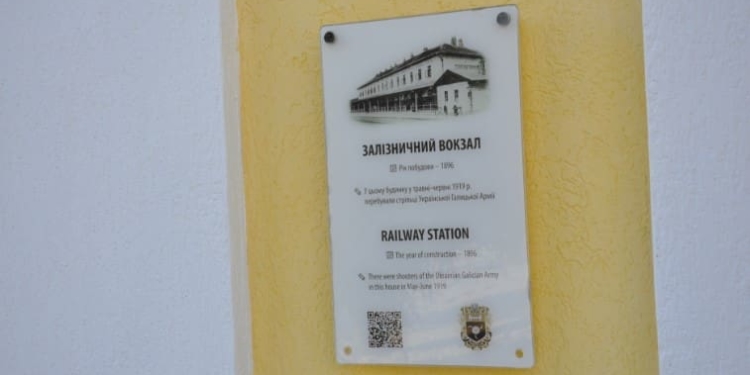 ЗАЛІЗНИЧНИЙ ВОКЗАЛ
Рік побудови – 1896
У цьому будинку у травні-червні 1919 р.
перебували стрільці Української Галицької Армії
RAILWAY STATION
The year of construction – 1896
There were shooters of the Ukrainian Galician Army
in this house in May-June 1919